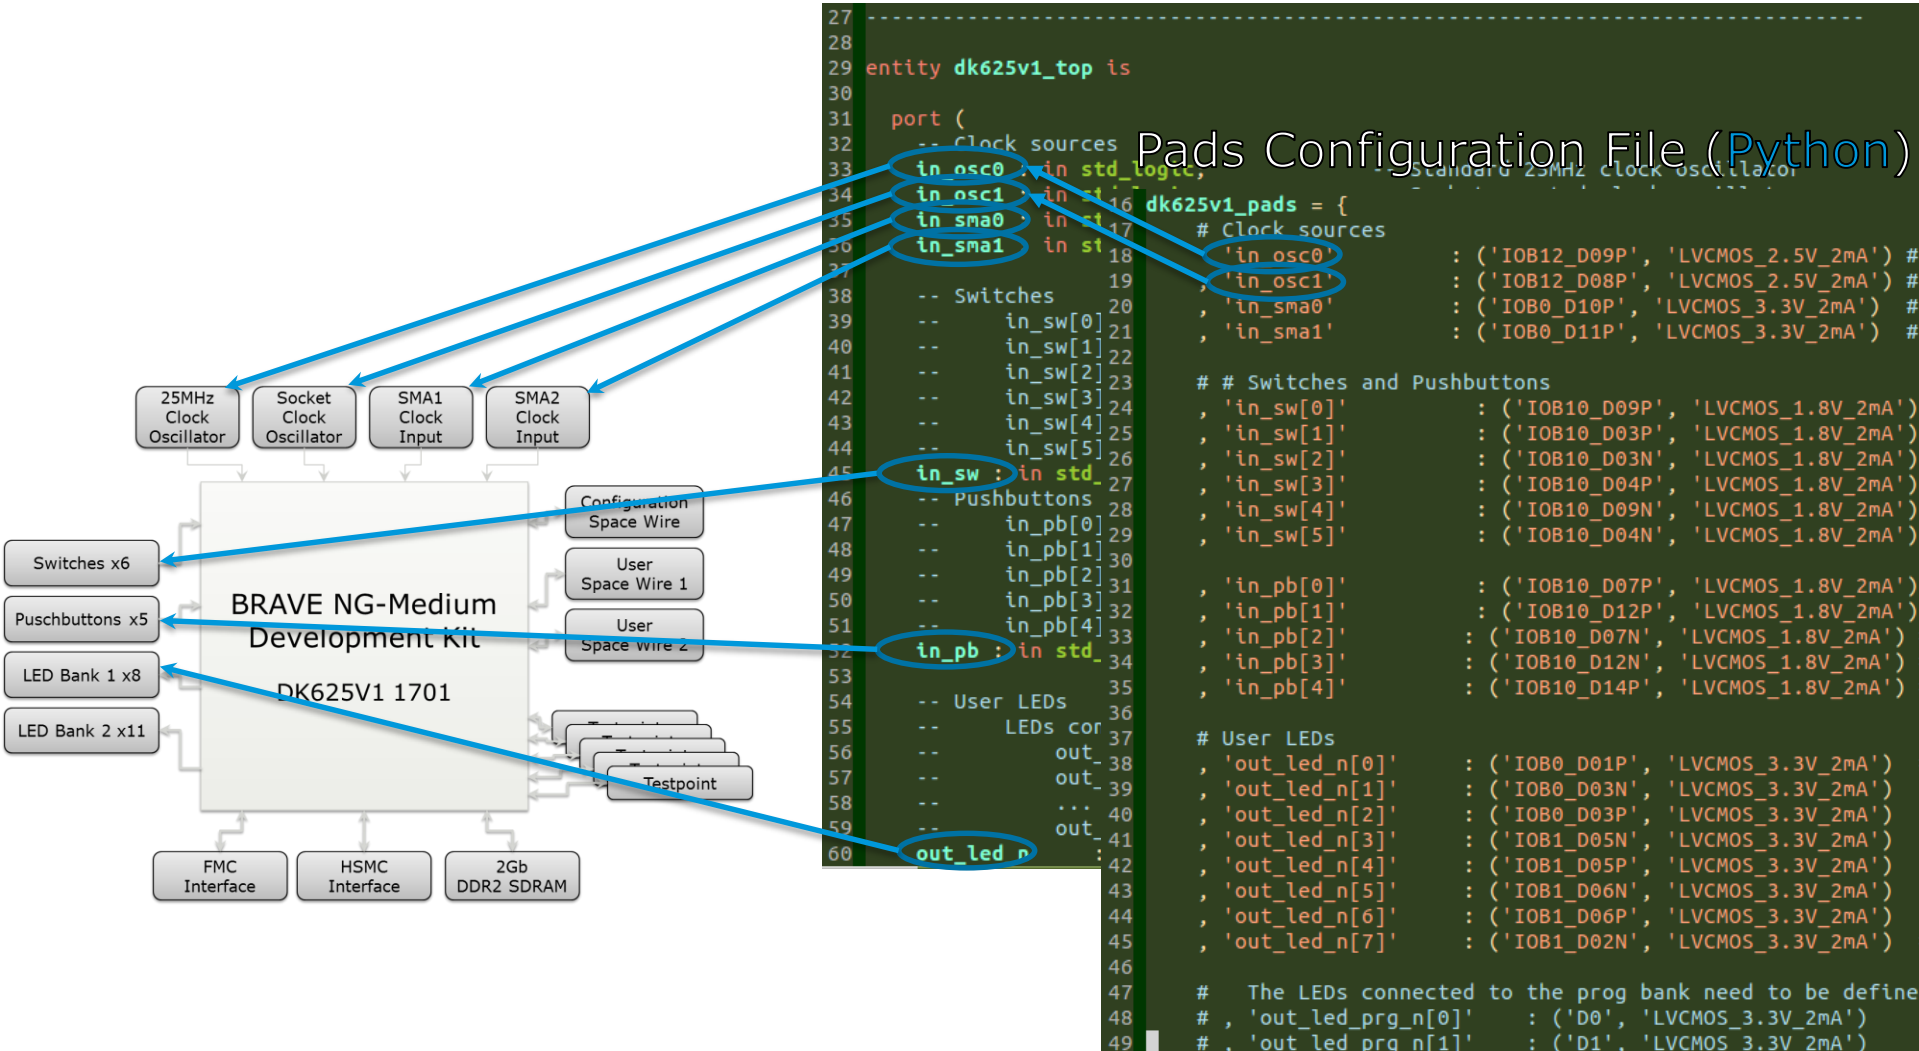 27 --------------------------------------------------------------------------------
28
29 entity dk625v1_top is
30
31 port (
32 -- Clock sources
33 in_osc0 : in std_logic; -- Standard 25MHz clock oscillator
34 in_osc1 : in st
35 in_sma0 : in st
36 in_sma1 in st
37
38 -- Switches
39 -- in_sw[0]
40 -- in_sw[1]
41 -- in_sw[2]
42 -- in_sw[3]
43 -- in_sw[4]
44 -- in_sw[5]
45 in_sw : in std_
46 -- Pushbuttons
47 -- in_pb[0]
48 -- in_pb[1]
49 -- in_pb[2]
50 -- in_pb[3]
51 -- in_pb[4]
52 in_pb : in std_
53
54 -- User LEDs
55 -- LEDs con
56 -- out_
57 -- out_
58 -- ...
59 -- out_
60 out_led_n :
Pads Configuration File (Python)
16 dk625v1_pads = {
17 # Clock sources
18 'in_osc0' : ('IOB12_D09P', 'LVCMOS_2.5V_2mA') #
19 , 'in_osc1' : ('IOB12_D08P', 'LVCMOS_2.5V_2mA') #
20 , 'in_sma0' : ('IOB0_D10P', 'LVCMOS_3.3V_2mA') #
21 , 'in_sma1' : ('IOB0_D11P', 'LVCMOS_3.3V_2mA') #
22
23 # # Switches and Pushbuttons
24 , 'in_sw[0]' : ('IOB10_D09P', 'LVCMOS_1.8V_2mA')
25 , 'in_sw[1]' : ('IOB10_D03P', 'LVCMOS_1.8V_2mA')
26 , 'in_sw[2]' : ('IOB10_D03N', 'LVCMOS_1.8V_2mA')
27 , 'in_sw[3]' : ('IOB10_D04P', 'LVCMOS_1.8V_2mA')
28 , 'in_sw[4]' : ('IOB10_D09N', 'LVCMOS_1.8V_2mA')
29 , 'in_sw[5]' : ('IOB10_D04N', 'LVCMOS_1.8V_2mA')
30
31 , 'in_pb[0]' : ('IOB10_D07P', 'LVCMOS_1.8V_2mA')
32 , 'in_pb[1]' : ('IOB10_D12P', 'LVCMOS_1.8V_2mA')
33 , 'in_pb[2]' : ('IOB10_D07N', 'LVCMOS_1.8V_2mA')
34 , 'in_pb[3]' : ('IOB10_D12N', 'LVCMOS_1.8V_2mA')
35 , 'in_pb[4]' : ('IOB10_D14P', 'LVCMOS_1.8V_2mA')
36
37 # User LEDs
38 , 'out_led_n[0]' : ('IOB0_D01P', 'LVCMOS_3.3V_2mA')
39 , 'out_led_n[1]' : ('IOB0_D03N', 'LVCMOS_3.3V_2mA')
40 , 'out_led_n[2]' : ('IOB0_D03P', 'LVCMOS_3.3V_2mA')
41 , 'out_led_n[3]' : ('IOB1_D05N', 'LVCMOS_3.3V_2mA')
42 , 'out_led_n[4]' : ('IOB1_D05P', 'LVCMOS_3.3V_2mA')
43 , 'out_led_n[5]' : ('IOB1_D06N', 'LVCMOS_3.3V_2mA')
44 , 'out_led_n[6]' : ('IOB1_D06P', 'LVCMOS_3.3V_2mA')
45 , 'out_led_n[7]' : ('IOB1_D02N', 'LVCMOS_3.3V_2mA')
46
47 # The LEDs connected to the prog bank need to be define
48 # , 'out_led_prg_n[0]' : ('D0', 'LVCMOS_3.3V_2mA')
49 # , 'out_led_prg_n[1]' : ('D1', 'LVCMOS_3.3V_2mA')
25MHz
Clock
Oscillator
Socket
Clock
Oscillator
SMA1
Clock
Input
SMA2
Clock
Input
Configuration
Space Wire
User
Space Wire 1
User
Space Wire 2
Switches x6
Puschbuttons x5
LED Bank 1 x8
LED Bank 2 x11
BRAVE NG-Medium
Development Kit
DK625V1 1701
Testpoint
FMC
Interface
HSMC
Interface
2Gb
DDR2 SDRAM